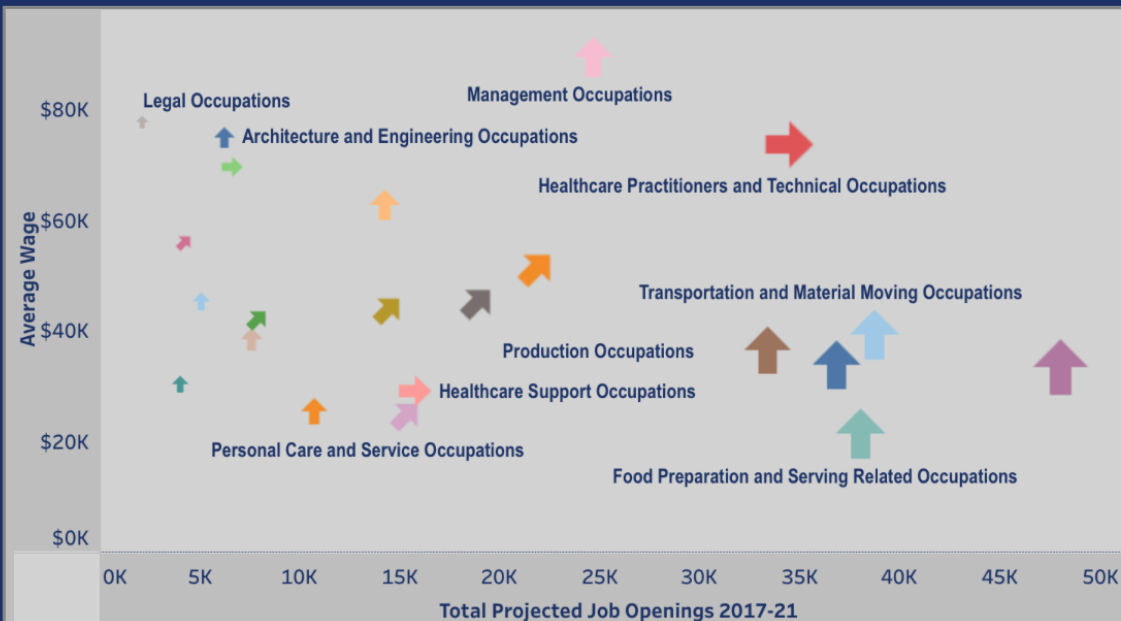 Management Occupations
Legal Occupations
$80K
Architecture and Engineering Occupations
Healthcare Practitioners and Technical Occupations
$60K
Average Wage
Transportation and Material Moving Occupations
$40K
Production Occupations
Healthcare Support Occupations
$20K
Personal Care and Service Occupations
Food Preparation and Serving Related Occupations
$0K
0K 5K 10K 15K 20K 25K 30K 35K 40K 45K 50K
Total Projected Job Openings 2017-21